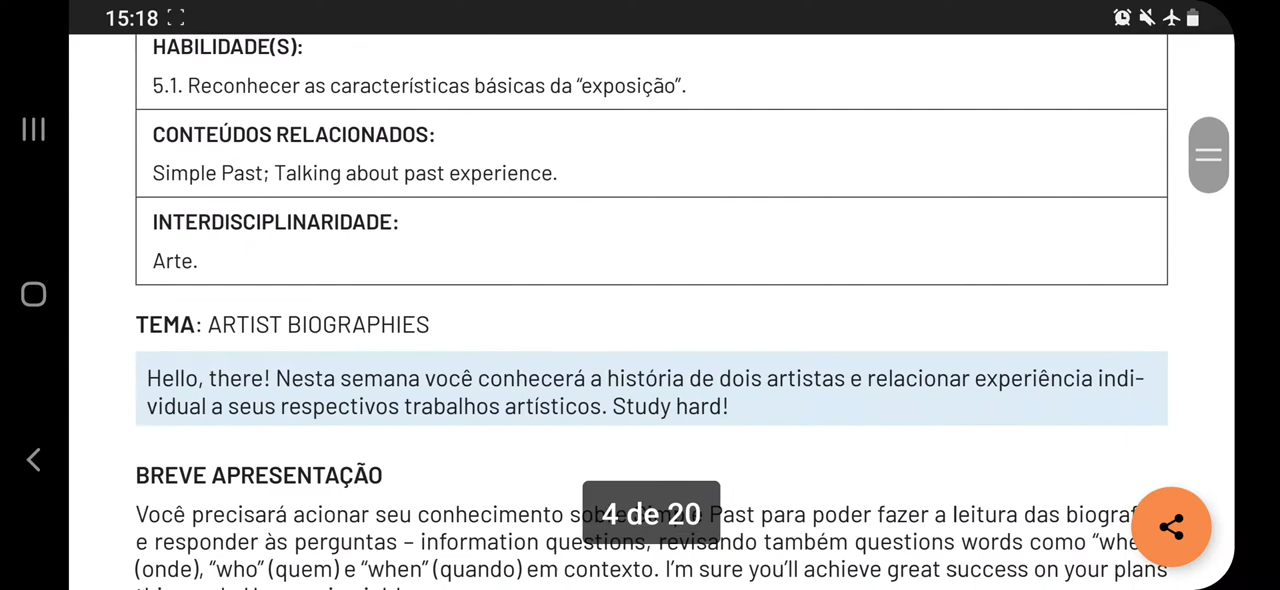 15:18
HABILIDADE(S):
5.1. Reconhecer as características básicas da “exposição”.
CONTEÚDOS RELACIONADOS:
Simple Past; Talking about past experience.
INTERDISCIPLINARIDADE:
Arte.
TEMA: ARTIST BIOGRAPHIES
Hello, there! Nesta semana você conhecerá a história de dois artistas e relacionar experiência indi-
vidual a seus respectivos trabalhos artísticos. Study hard!
BREVE APRESENTAÇÃO
Você precisará acionar seu conhecimento Past para poder fazer a leitura das
4 de 20
e responder às perguntas – information questions, revisando também questions words como
(onde), “who” (quem) e “when” (quando) em contexto. I’m sure you’ll achieve great success on your plans